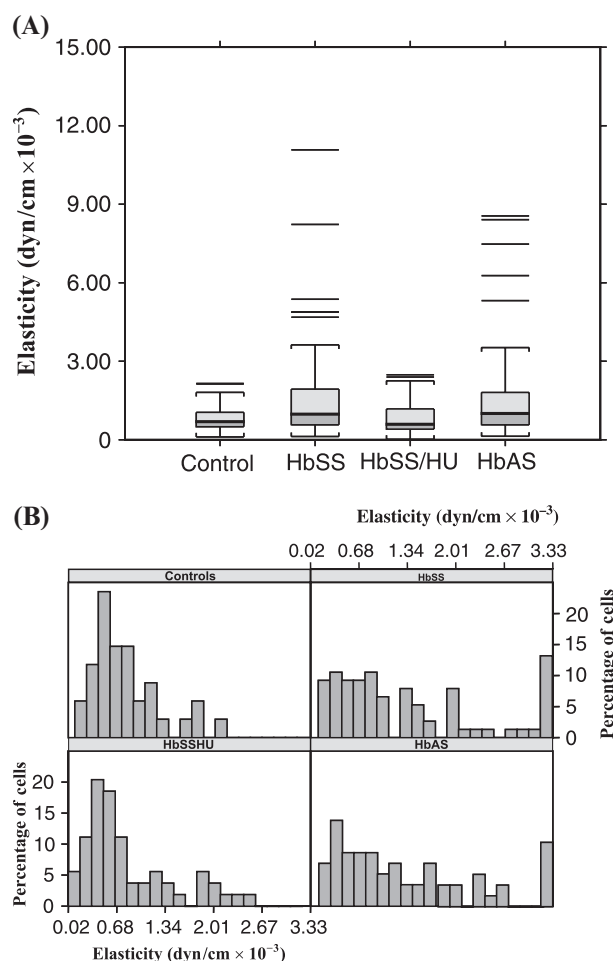 (A)
15.00
12.00
9.00
6.00
3.00
0
Elasticity (dyn/cm ×10⁻³)
Control HbSS HbSS/HU HbAS
(B)
Elasticity (dyn/cm × 10⁻³)
0.02 0.68 1.34 2.01 2.67 3.33
Controls HbSS
20
15
10
5
0
Percentage of cells
HbSSHU HbAS
20
15
10
5
0
Percentage of cells
0.02 0.68 1.34 2.01 2.67 3.33
Elasticity (dyn/cm × 10⁻³)